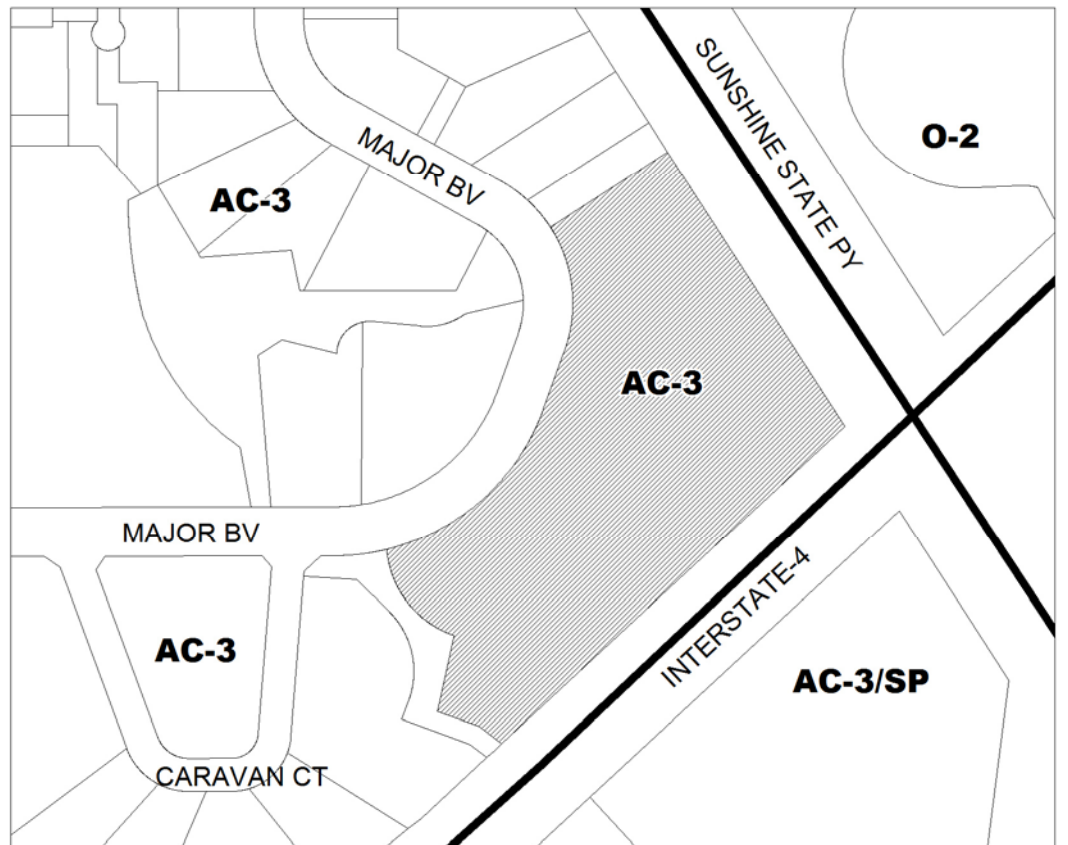 SUNSHINE STATE PY
O-2
MAJOR BV
AC-3
AC-3
MAJOR BV
INTERSTATE-4
AC-3
AC-3/SP
CARAVAN CT